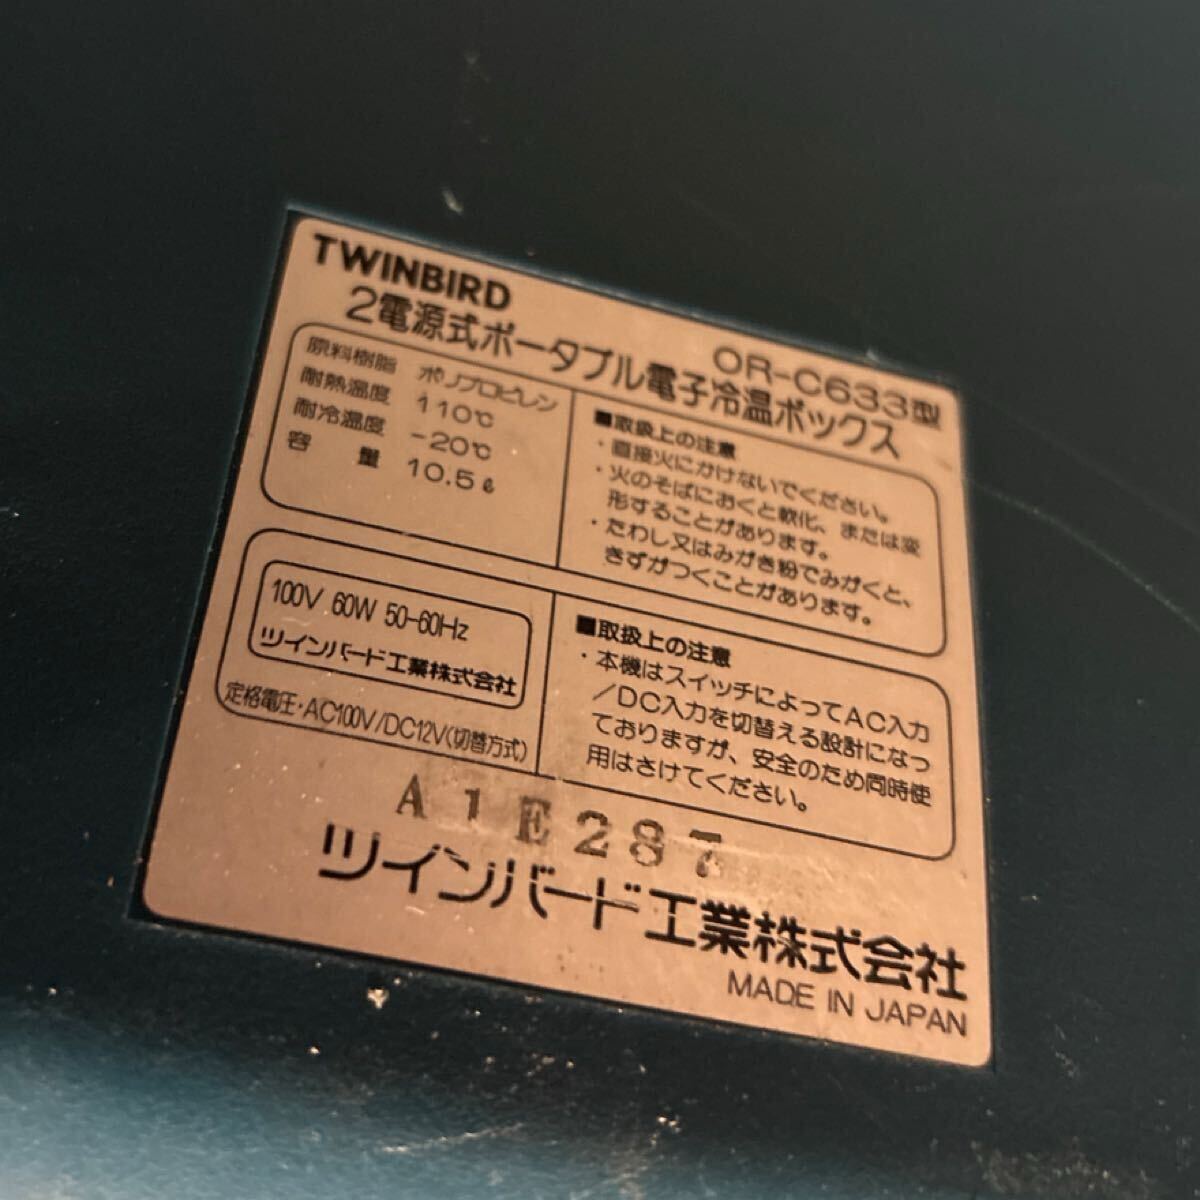 TWINBIRD
OR-C633型
2電源式ポータブル電子冷温ボックス
原料樹脂 ポリプロピレン
耐熱温度 110℃
耐冷温度 -20℃
容量 10.5ℓ
■取扱上の注意
・直接火にかけないでください。
・火のそばにおくと軟化、または変
形することがあります。
・たわし又はみがき粉でみがくと、
きずがつくことがあります。
100V 60W 50-60Hz
ツインバード工業株式会社
定格電圧・AC100V/DC12V(切替方式)
■取扱上の注意
・本機はスイッチによってAC入力
/DC入力を切替える設計になっ
ておりますが、安全のため同時使
用はさけてください。
A1E287
ツインバード工業株式会社
MADE IN JAPAN